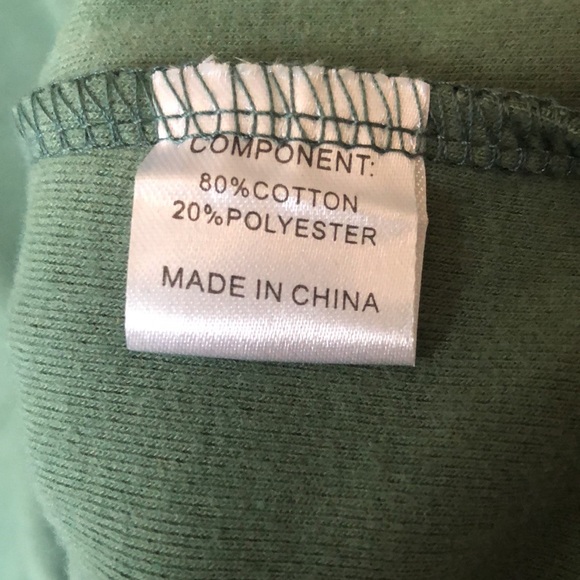 COMPONENT:
80%COTTON
20%POLYESTER
MADE IN CHINA